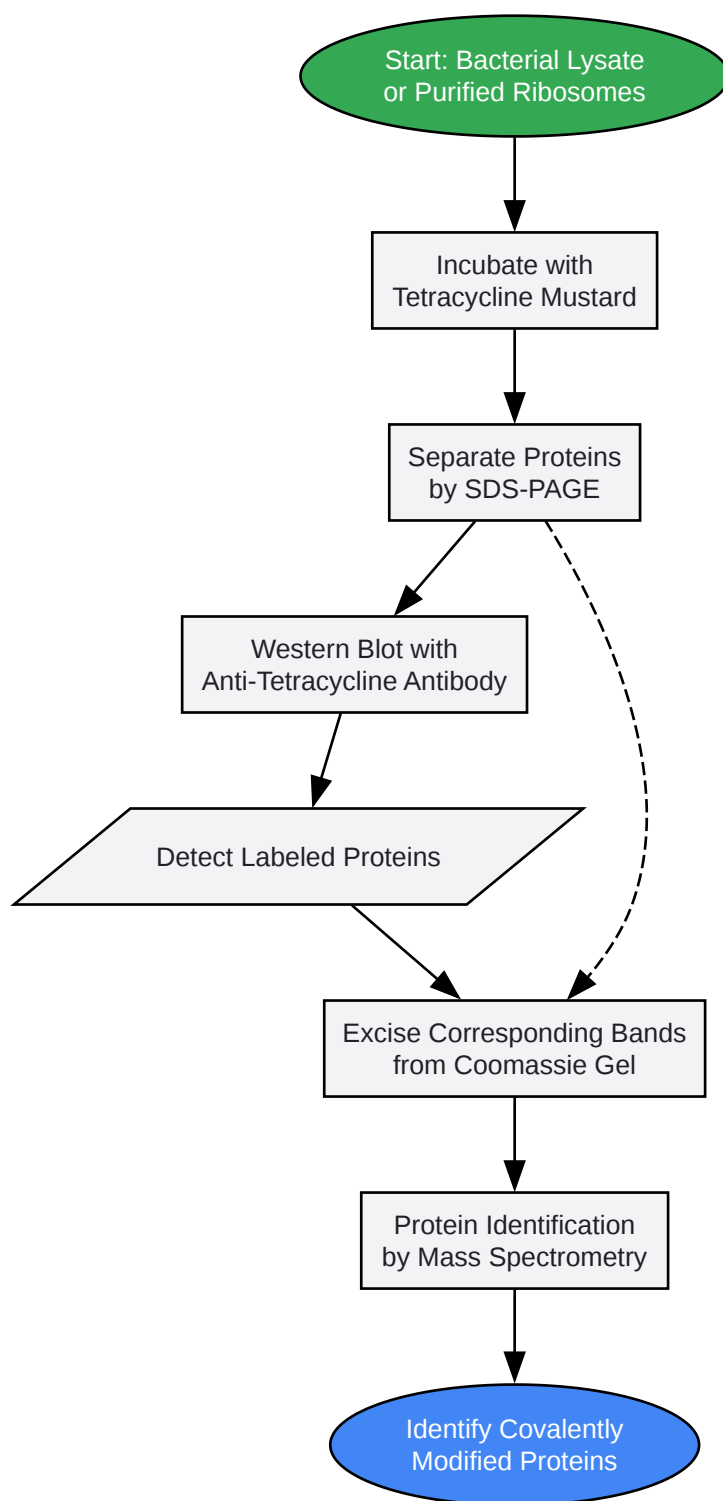 Start: Bacterial Lysate
or Purified Ribosomes
Incubate with
Tetracycline Mustard
Separate Proteins
by SDS-PAGE
Western Blot with
Anti-Tetracycline Antibody
Detect Labeled Proteins
Excise Corresponding Bands
from Coomassie Gel
Protein Identification
by Mass Spectrometry
Identify Covalently
Modified Proteins